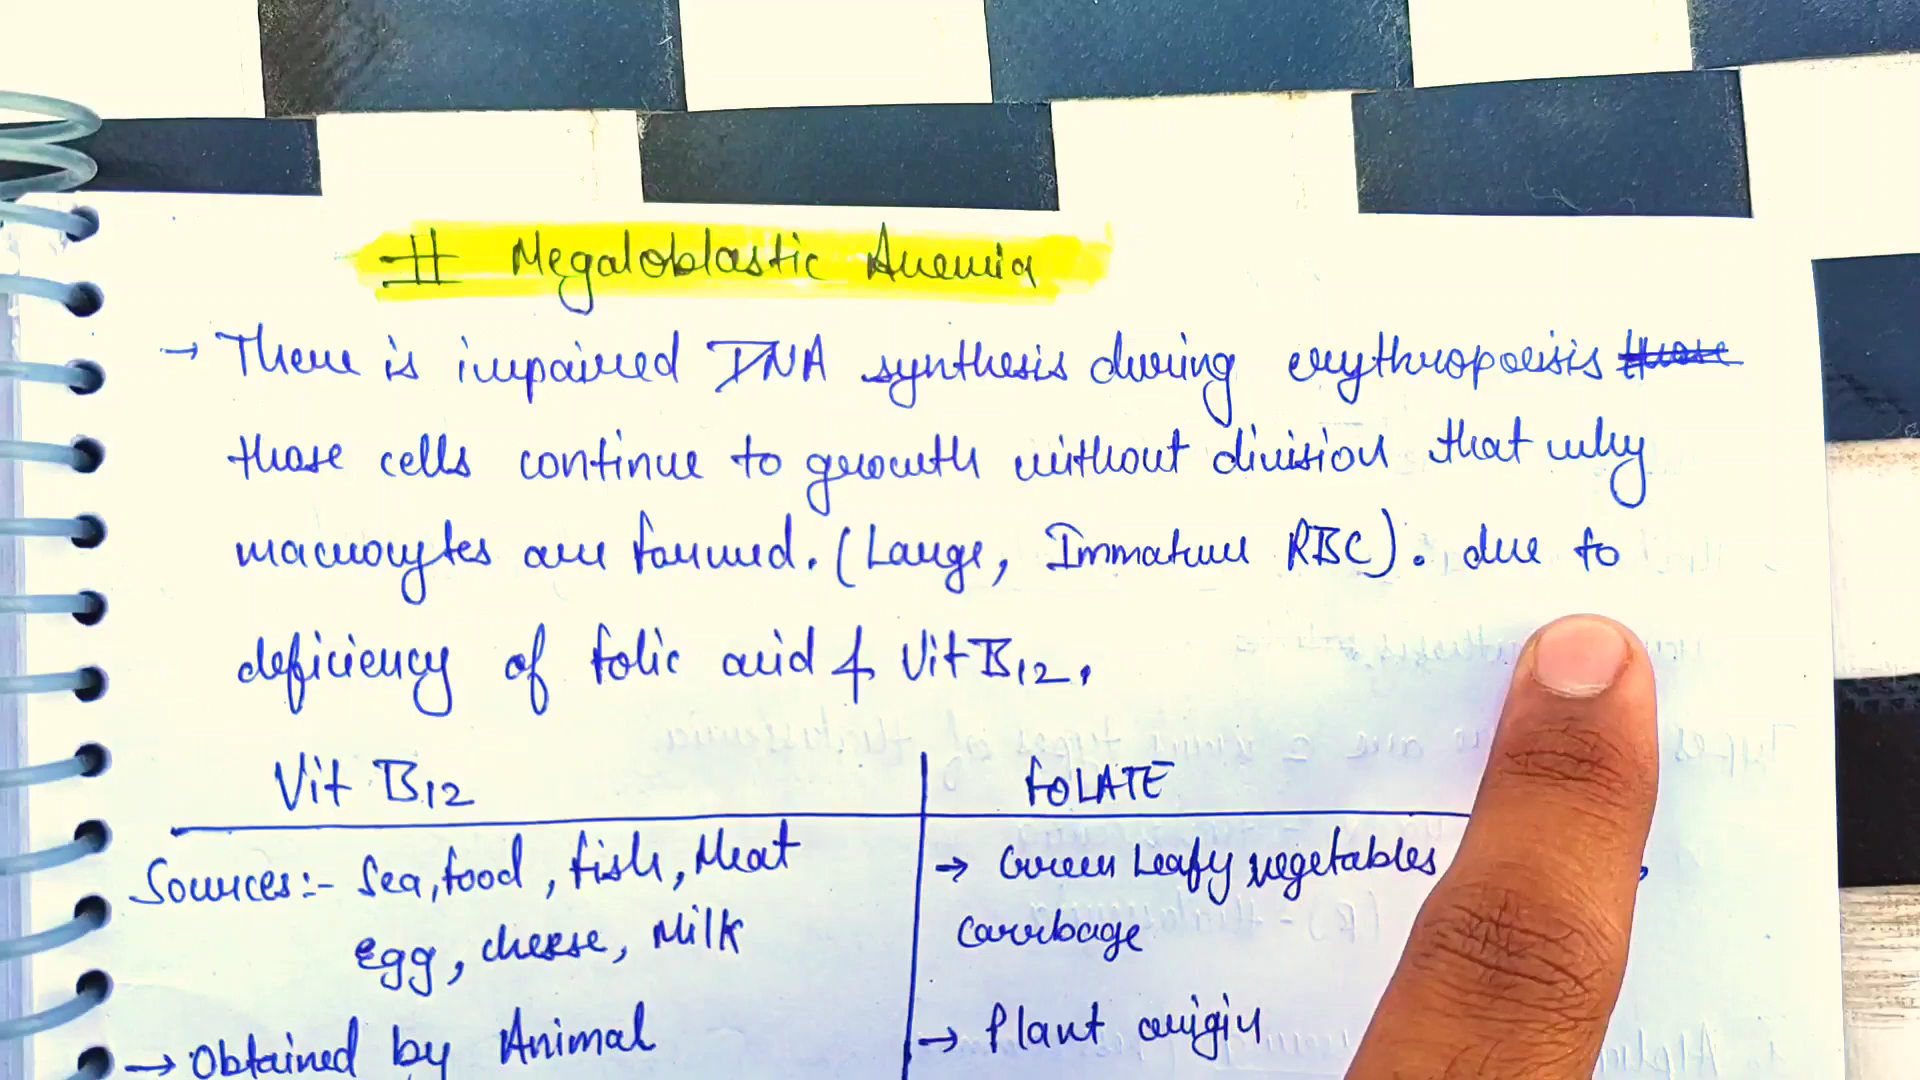 # Megaloblastic Anemia
→ There is impaired DNA synthesis during erythropoeisis
those cells continue to growth without division that why
macrocytes are formed. (Large, Immature RBC). due to
deficiency of folic acid & Vit B12,
Vit B12 FOLATE
Sources:- Sea,food, fish, Meat → Green Leafy vegetables
egg, cheese, Milk Carrbage
→ Obtained by Animal → Plant origin